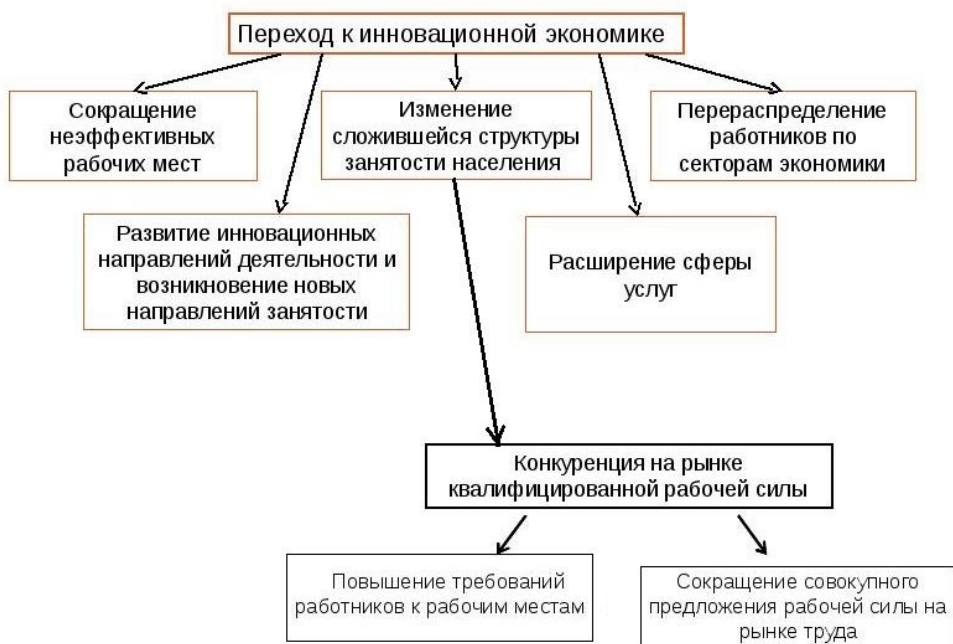 Переход к инновационной экономике
Сокращение
неэффективных
рабочих мест
Изменение
сложившейся структуры
занятости населения
Перераспределение
работников по
секторам экономики
Развитие инновационных
направлений деятельности и
возникновение новых
направлений занятости
Расширение сферы
услуг
Конкуренция на рынке
квалифицированной рабочей силы
Повышение требований
работников к рабочим местам
Сокращение совокупного
предложения рабочей силы на
рынке труда